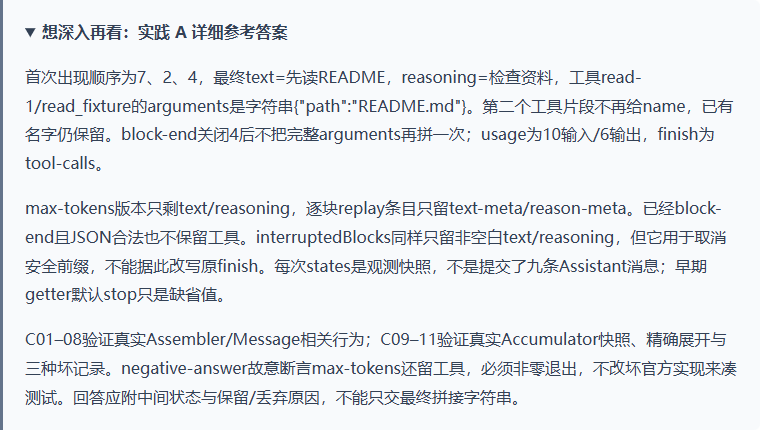 ▼ 想深入再看：实践 A 详细参考答案
首次出现顺序为7、2、4，最终text=先读README，reasoning=检查资料，工具read-
1/read_fixture的arguments是字符串{"path":"README.md"}。第二个工具片段不再给name，已有
名字仍保留。block-end关闭4后不把完整arguments再拼一次；usage为10输入/6输出，finish为
tool-calls。
max-tokens版本只剩text/reasoning，逐块replay条目只留text-meta/reason-meta。已经block-
end且JSON合法也不保留工具。interruptedBlocks同样只留非空白text/reasoning，但它用于取消
安全前缀，不能据此改写原finish。每次states是观测快照，不是提交了九条Assistant消息；早期
getter默认stop只是缺省值。
C01–08验证真实Assembler/Message相关行为；C09–11验证真实Accumulator快照、精确展开与
三种坏记录。negative-answer故意断言max-tokens还留工具，必须非零退出，不改坏官方实现来凑
测试。回答应附中间状态与保留/丢弃原因，不能只交最终拼接字符串。